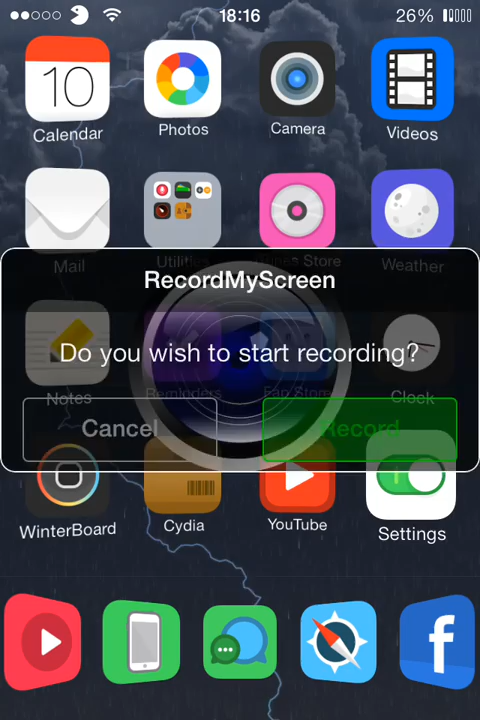 18:16
26%
10
Calendar
Photos
Camera
Videos
Mail
Utilities
iTunes Store
Weather
RecordMyScreen
Do you wish to start recording?
Notes
Reminders
Fan Store
Clock
Cancel
Record
WinterBoard
Cydia
YouTube
Settings
f